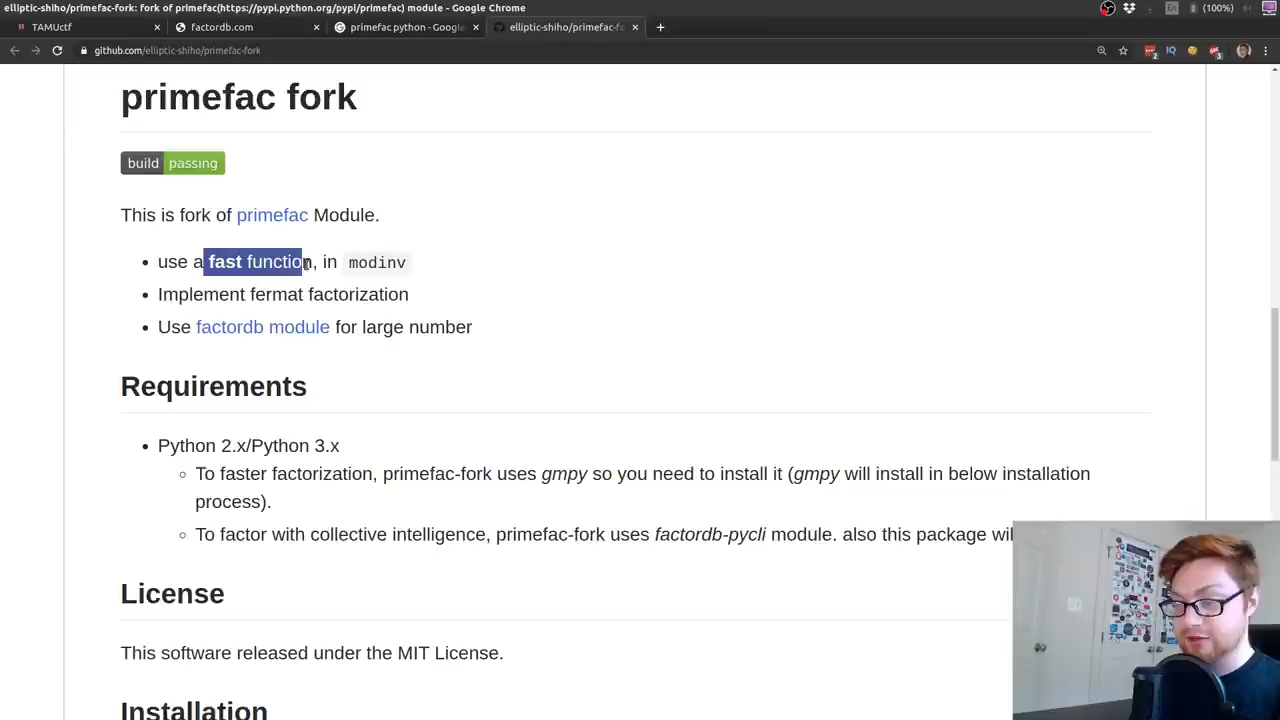 elliptic-shiho/primefac-fork: fork of primefac(https://pypi.python.org/pypi/primefac) module - Google Chrome
En (100%)
TAMUctf × factordb.com × primefac python - Google × elliptic-shiho/primefac-fo × +
github.com/elliptic-shiho/primefac-fork
primefac fork
build passing
This is fork of primefac Module.
• use a fast function, in modinv
• Implement fermat factorization
• Use factordb module for large number
Requirements
• Python 2.x/Python 3.x
○ To faster factorization, primefac-fork uses gmpy so you need to install it (gmpy will install in below installation
process).
○ To factor with collective intelligence, primefac-fork uses factordb-pycli module. also this package wil
License
This software released under the MIT License.
Installation